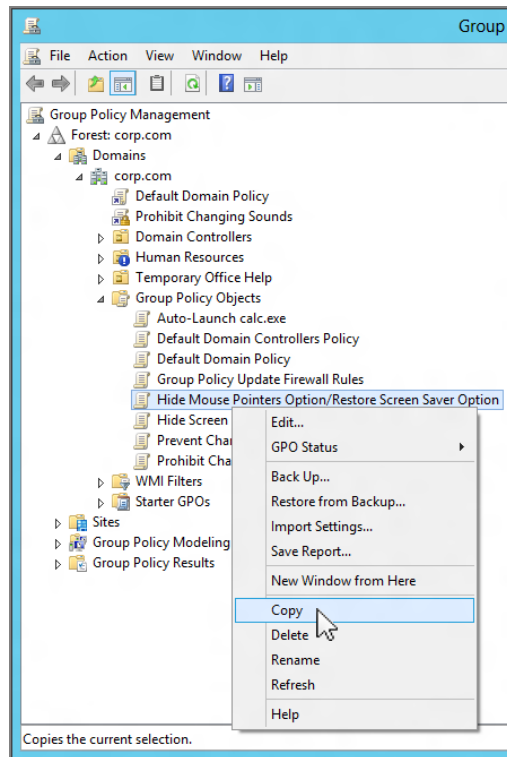 Group
File Action View Window Help
Group Policy Management
Forest: corp.com
Domains
corp.com
Default Domain Policy
Prohibit Changing Sounds
Domain Controllers
Human Resources
Temporary Office Help
Group Policy Objects
Auto-Launch calc.exe
Default Domain Controllers Policy
Default Domain Policy
Group Policy Update Firewall Rules
Hide Mouse Pointers Option/Restore Screen Saver Option
Hide Screen
Prevent Cha
Prohibit Cha
WMI Filters
Starter GPOs
Sites
Group Policy Modeling
Group Policy Results
Edit...
GPO Status
Back Up...
Restore from Backup...
Import Settings...
Save Report...
New Window from Here
Copy
Delete
Rename
Refresh
Help
Copies the current selection.